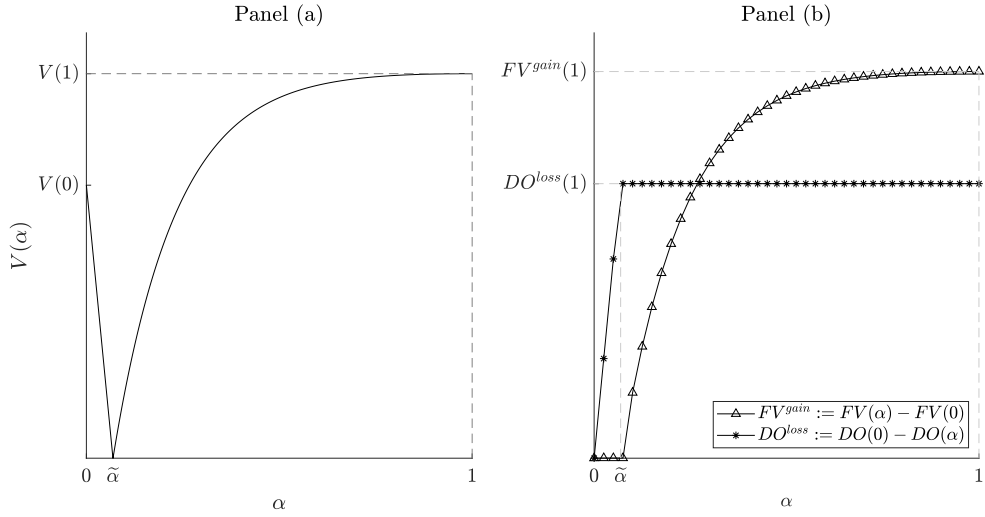 Panel (a)
V(1)
V(0)
V(α)
0
α̃
1
α
Panel (b)
FV^{gain}(1)
DO^{loss}(1)
FV^{gain} := FV(α) − FV(0)
DO^{loss} := DO(0) − DO(α)
0
α̃
1
α